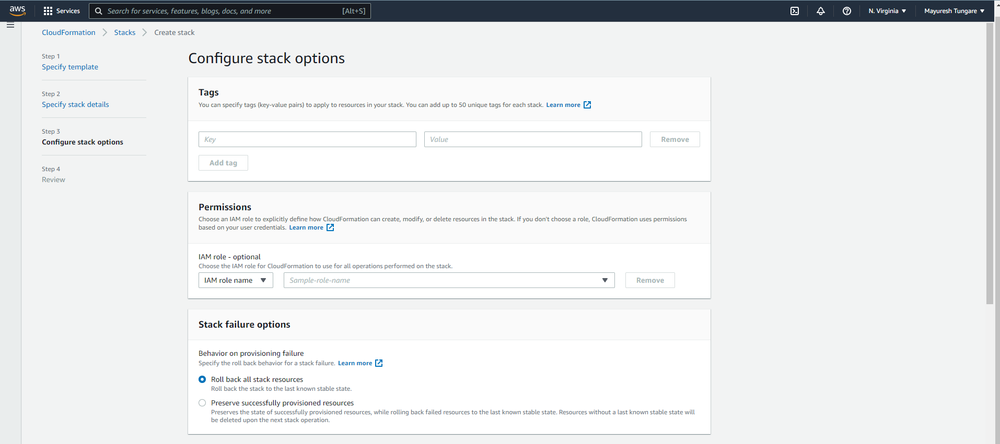 aws Services Search for services, features, blogs, docs, and more [Alt+S] N. Virginia Mayuresh Tungare
CloudFormation Stacks Create stack
Step 1
Specify template
Step 2
Specify stack details
Step 3
Configure stack options
Step 4
Review
Configure stack options
Tags
You can specify tags (key-value pairs) to apply to resources in your stack. You can add up to 50 unique tags for each stack. Learn more
Key Value Remove
Add tag
Permissions
Choose an IAM role to explicitly define how CloudFormation can create, modify, or delete resources in the stack. If you don't choose a role, CloudFormation uses permissions
based on your user credentials. Learn more
IAM role - optional
Choose the IAM role for CloudFormation to use for all operations performed on the stack.
IAM role name Sample-role-name Remove
Stack failure options
Behavior on provisioning failure
Specify the roll back behavior for a stack failure. Learn more
Roll back all stack resources
Roll back the stack to the last known stable state.
Preserve successfully provisioned resources
Preserves the state of successfully provisioned resources, while rolling back failed resources to the last known stable state. Resources without a last known stable state will
be deleted upon the next stack operation.